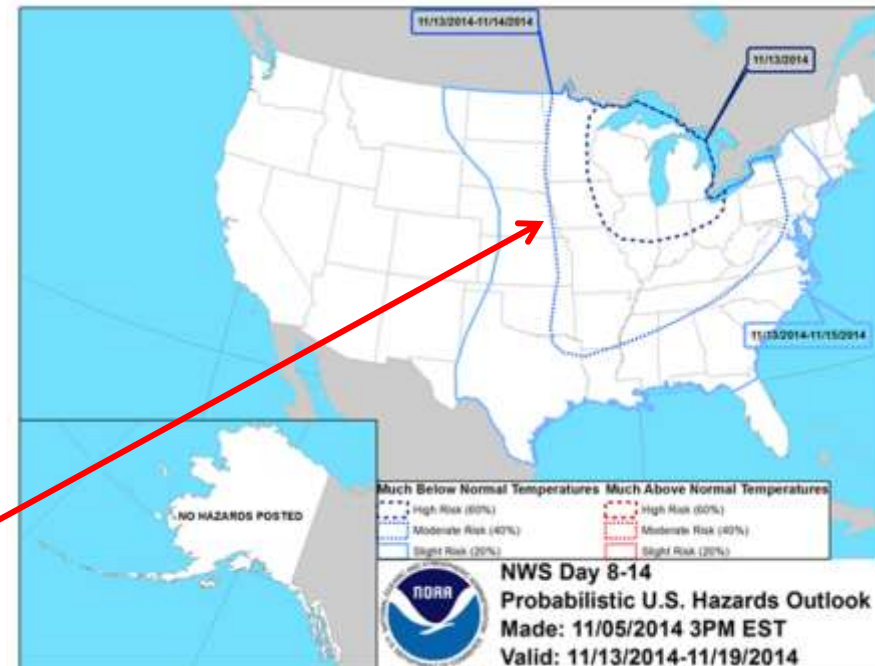 11/13/2014-11/14/2014
11/13/2014
11/13/2014-11/15/2014
NO HAZARDS POSTED
Much Below Normal Temperatures Much Above Normal Temperatures
High Risk (60%) High Risk (60%)
Moderate Risk (40%) Moderate Risk (40%)
Slight Risk (20%) Slight Risk (20%)
NOAA
NWS Day 8-14
Probabilistic U.S. Hazards Outlook
Made: 11/05/2014 3PM EST
Valid: 11/13/2014-11/19/2014